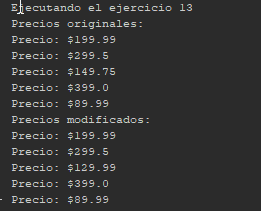 Ejecutando el ejercicio 13
Precios originales:
Precio: $199.99
Precio: $299.5
Precio: $149.75
Precio: $399.0
Precio: $89.99
Precios modificados:
Precio: $199.99
Precio: $299.5
Precio: $129.99
Precio: $399.0
Precio: $89.99